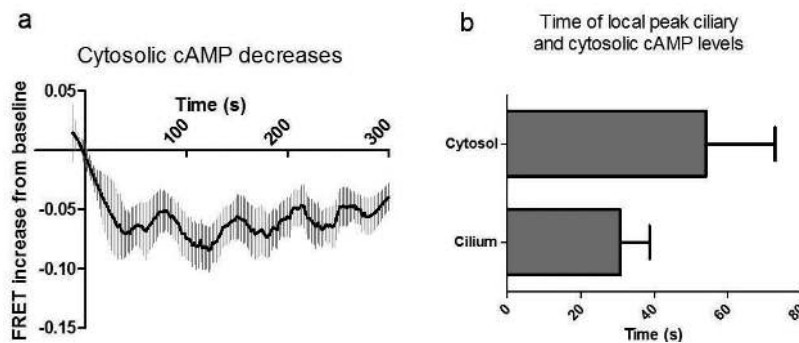 a
Cytosolic cAMP decreases
FRET increase from baseline
0.05
-0.05
-0.10
-0.15
Time (s)
100
200
300
b
Time of local peak ciliary
and cytosolic cAMP levels
Cytosol
Cilium
0
20
40
60
80
Time (s)